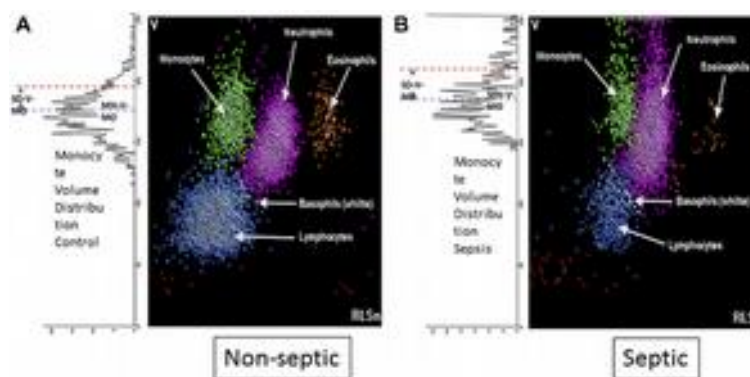 A
V
Neutrophils
Monocytes
Eosinophils
Monocy
te
Volume
Distribu
tion
Control
Basophils (white)
Lymphocytes
RLSn
Non-septic
B
V
Neutrophils
Monocytes
Eosinophils
Monocy
te
Volume
Distribu
tion
Sepsis
Basophils (white)
Lymphocytes
RLSn
Septic